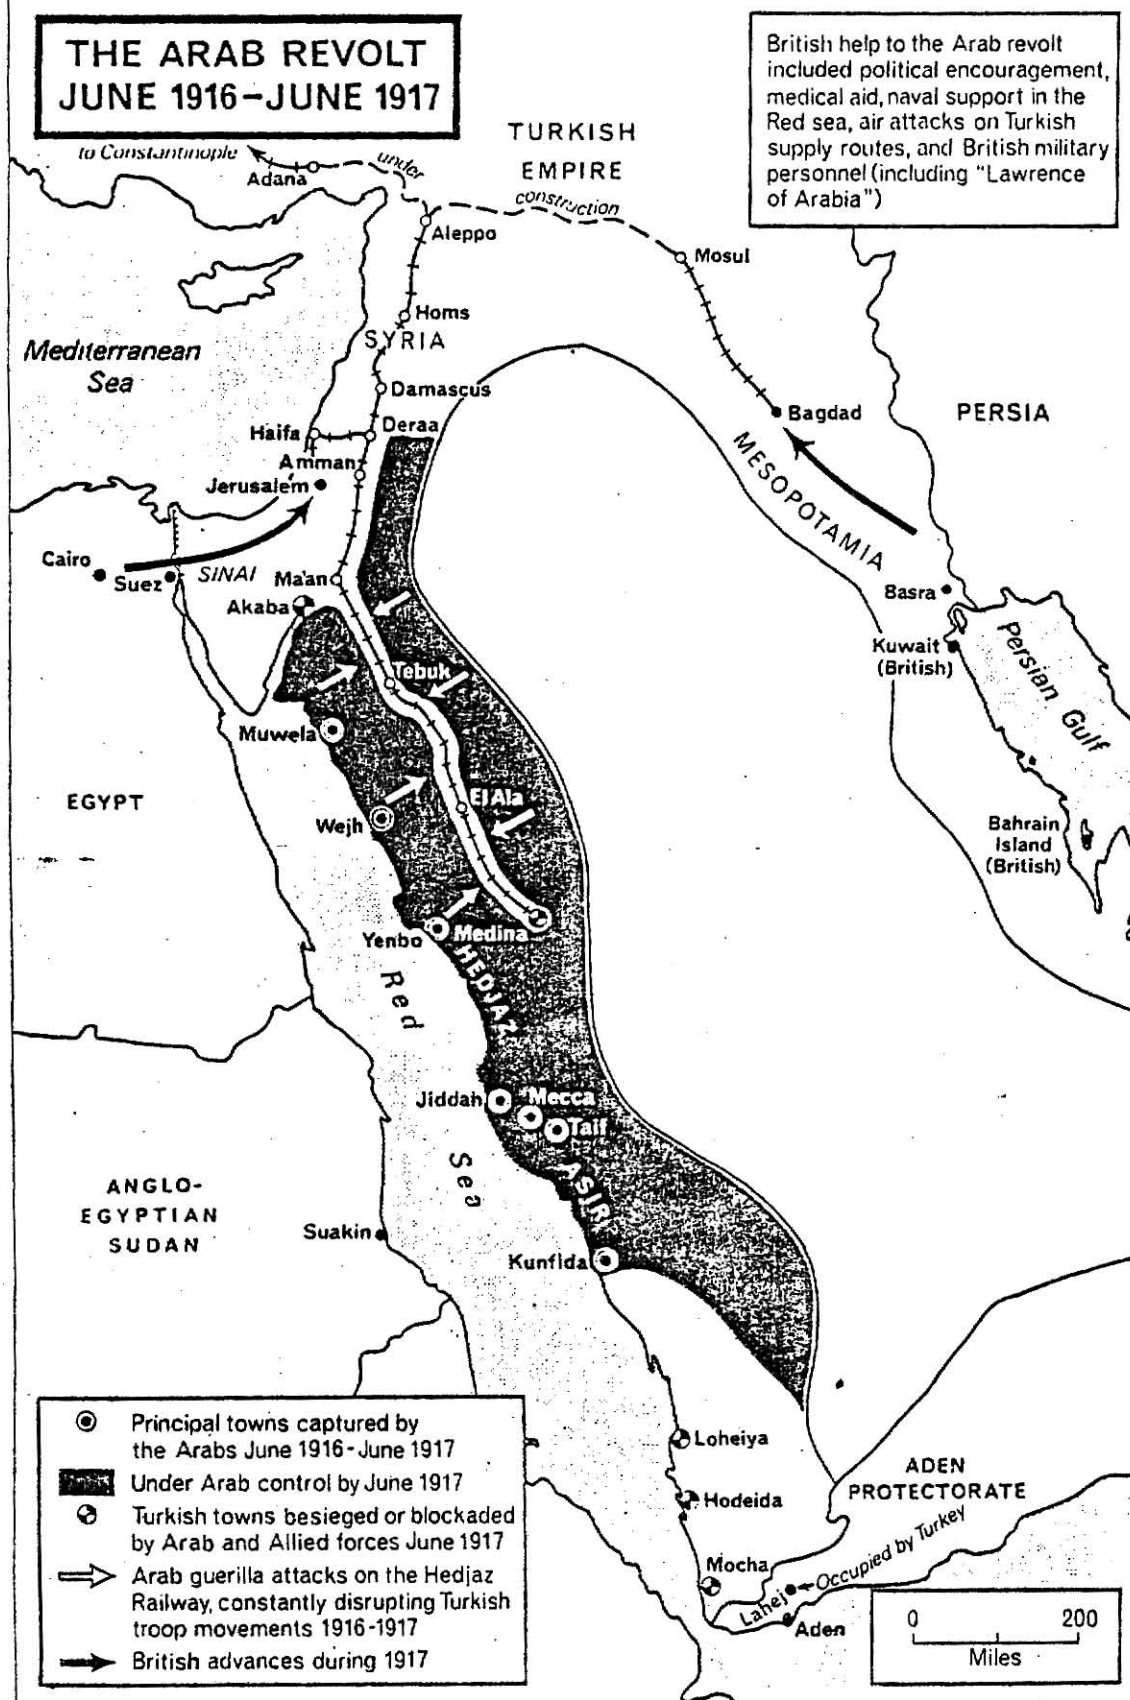 THE ARAB REVOLT
JUNE 1916–JUNE 1917
British help to the Arab revolt
included political encouragement,
medical aid, naval support in the
Red sea, air attacks on Turkish
supply routes, and British military
personnel (including "Lawrence
of Arabia")
to Constantinople
Adana
under
construction
TURKISH
EMPIRE
Aleppo
Mosul
Homs
SYRIA
Mediterranean
Sea
Damascus
Bagdad
PERSIA
Haifa
Deraa
Amman
Jerusalem
MESOPOTAMIA
Cairo
Suez
SINAI
Ma'an
Akaba
Basra
Kuwait
(British)
Persian Gulf
Tebuk
Muwela
EGYPT
El Ala
Wejh
Bahrain
Island
(British)
Yenbo
Medina
HEDJAZ
Red
Sea
Jiddah
Mecca
Taif
ASIR
ANGLO-
EGYPTIAN
SUDAN
Suakin
Kunfida
Loheiya
Hodeida
Mocha
ADEN
PROTECTORATE
Occupied by Turkey
Lahej
Aden
Principal towns captured by
the Arabs June 1916-June 1917
Under Arab control by June 1917
Turkish towns besieged or blockaded
by Arab and Allied forces June 1917
Arab guerilla attacks on the Hedjaz
Railway, constantly disrupting Turkish
troop movements 1916-1917
British advances during 1917
0 200
Miles